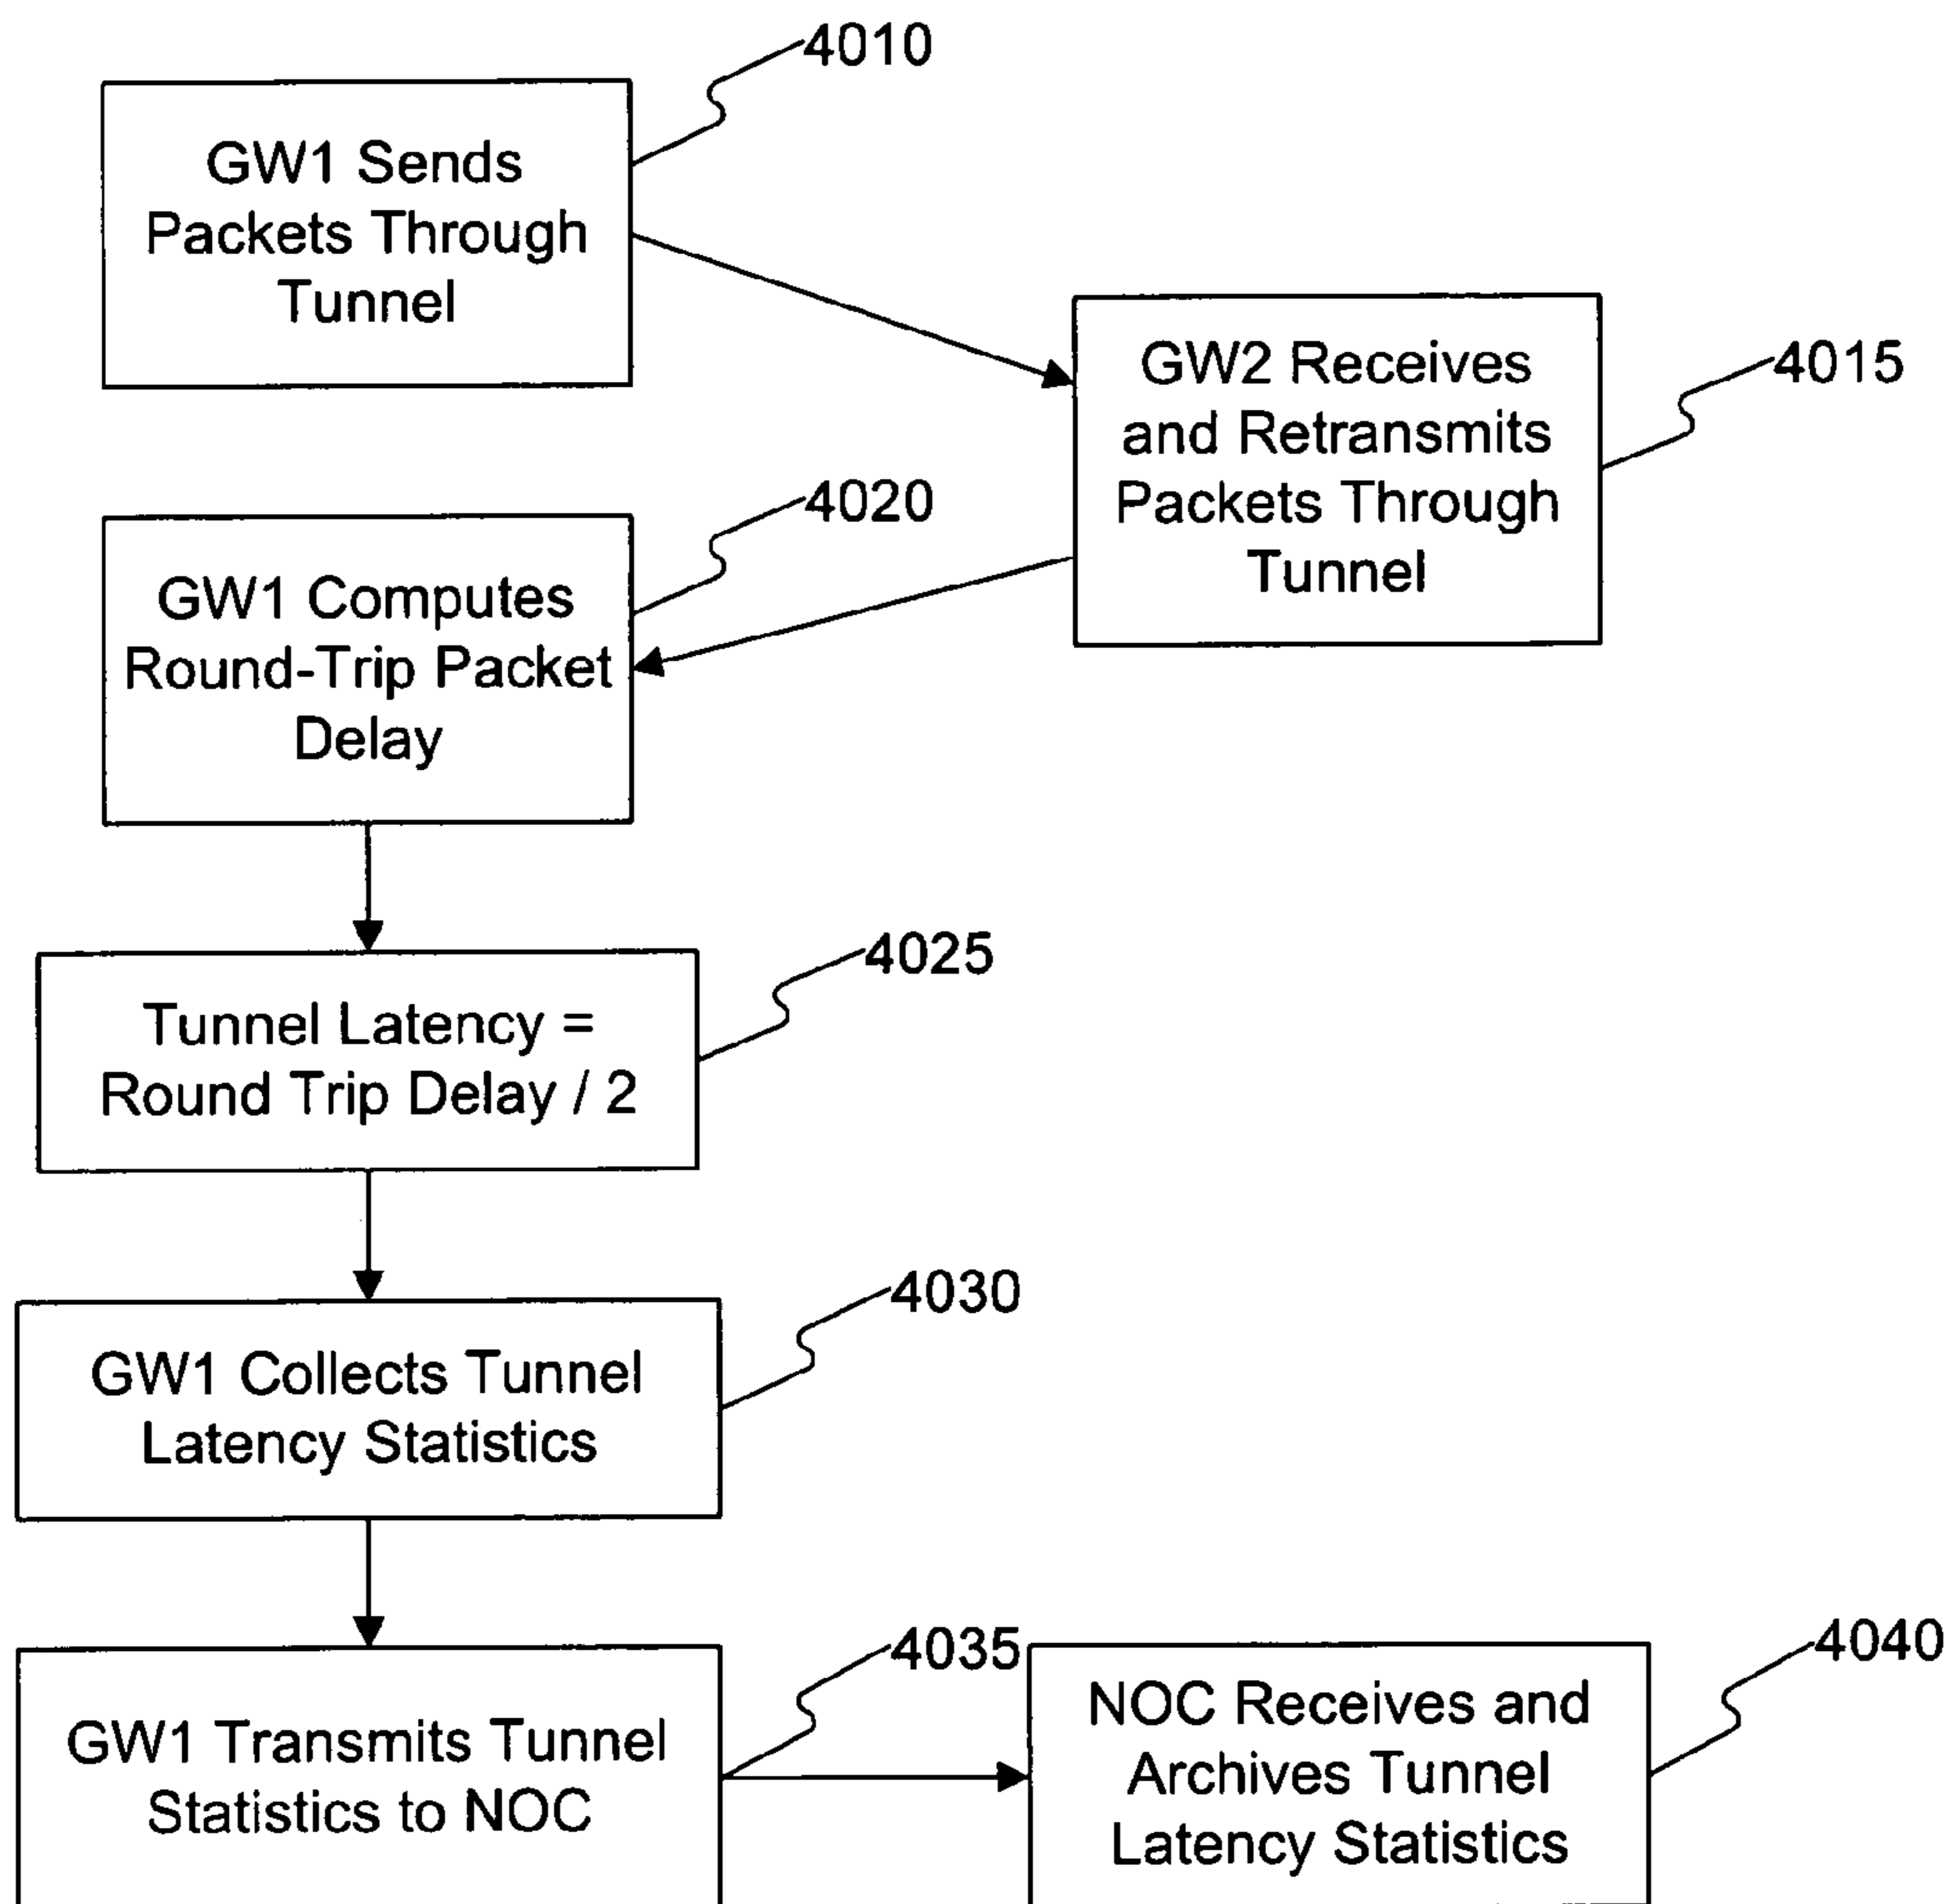 4010
GW1 Sends
Packets Through
Tunnel
GW2 Receives
and Retransmits
Packets Through
Tunnel
4015
4020
GW1 Computes
Round-Trip Packet
Delay
4025
Tunnel Latency =
Round Trip Delay / 2
4030
GW1 Collects Tunnel
Latency Statistics
4035
GW1 Transmits Tunnel
Statistics to NOC
4040
NOC Receives and
Archives Tunnel
Latency Statistics